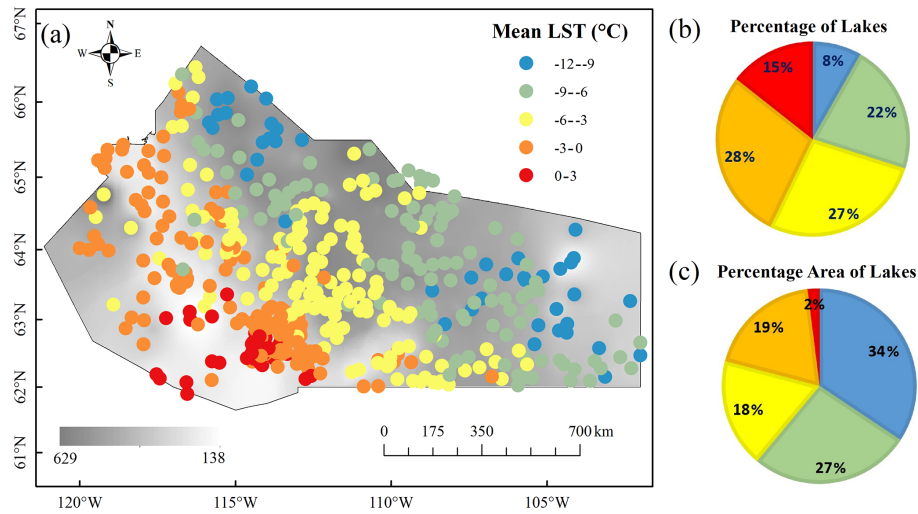 67°N
66°N
65°N
64°N
63°N
62°N
61°N
(a)
N
W E
S
Mean LST (°C)
-12--9
-9--6
-6--3
-3-0
0-3
629 138
0 175 350 700 km
120°W 115°W 110°W 105°W
(b)
Percentage of Lakes
15% 8%
22%
28%
27%
(c)
Percentage Area of Lakes
2%
19% 34%
18%
27%